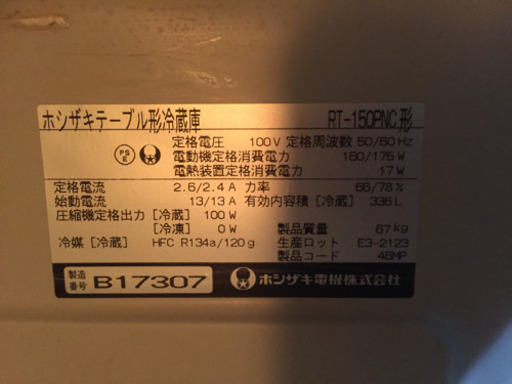 ホシザキテーブル形冷蔵庫 RT-150PNC形
PS E 定格電圧 100V 定格周波数 50/60Hz
電動機定格消費電力 160/175W
電熱装置定格消費電力 17W
定格電流 2.6/2.4A 力率 66/78%
始動電流 13/13A 有効内容積 [冷蔵] 336L
圧縮機定格出力 [冷蔵] 100W
[冷凍] 0W 製品質量 67kg
冷媒 [冷蔵] HFC R134a/120g 生産ロット E3-2123
製品コード 46MP
製造番号 B17307 ホシザキ電機株式会社